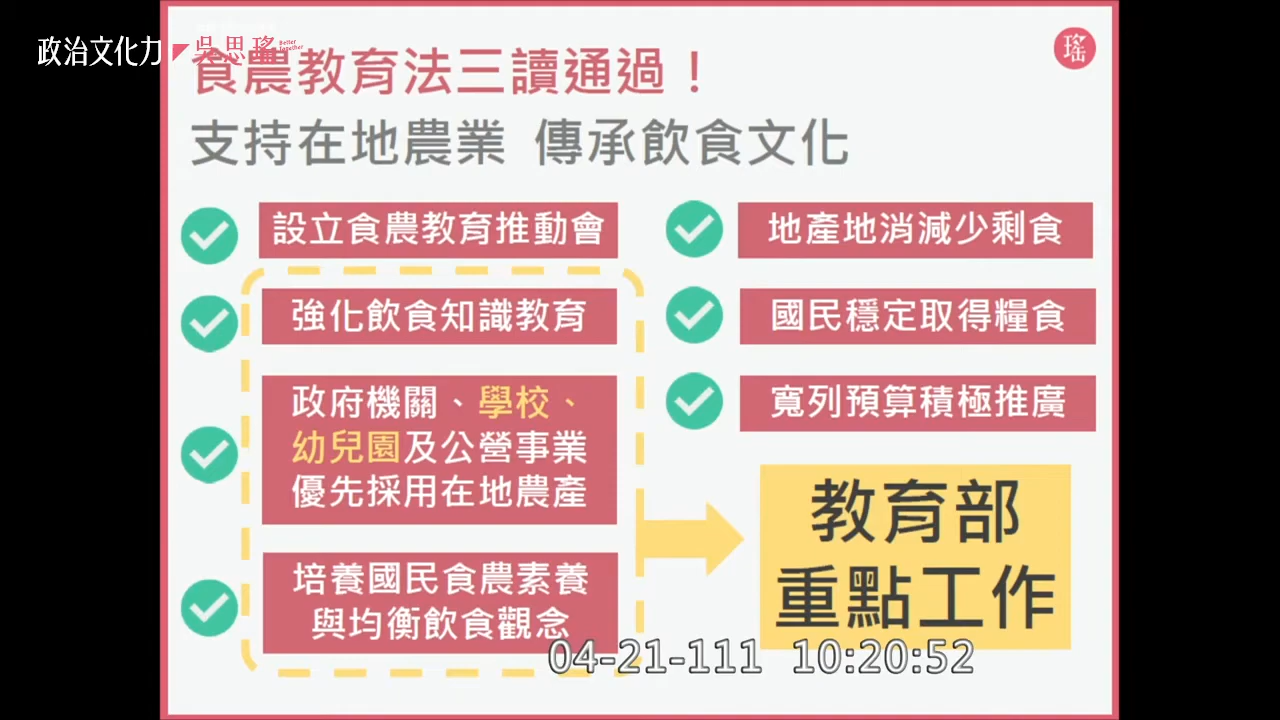 政治文化力 吳思瑤 Better Together
瑤
食農教育法三讀通過！
支持在地農業 傳承飲食文化
設立食農教育推動會
強化飲食知識教育
政府機關、學校、
幼兒園及公營事業
優先採用在地農產
培養國民食農素養
與均衡飲食觀念
地產地消減少剩食
國民穩定取得糧食
寬列預算積極推廣
教育部
重點工作
04-21-111 10:20:52